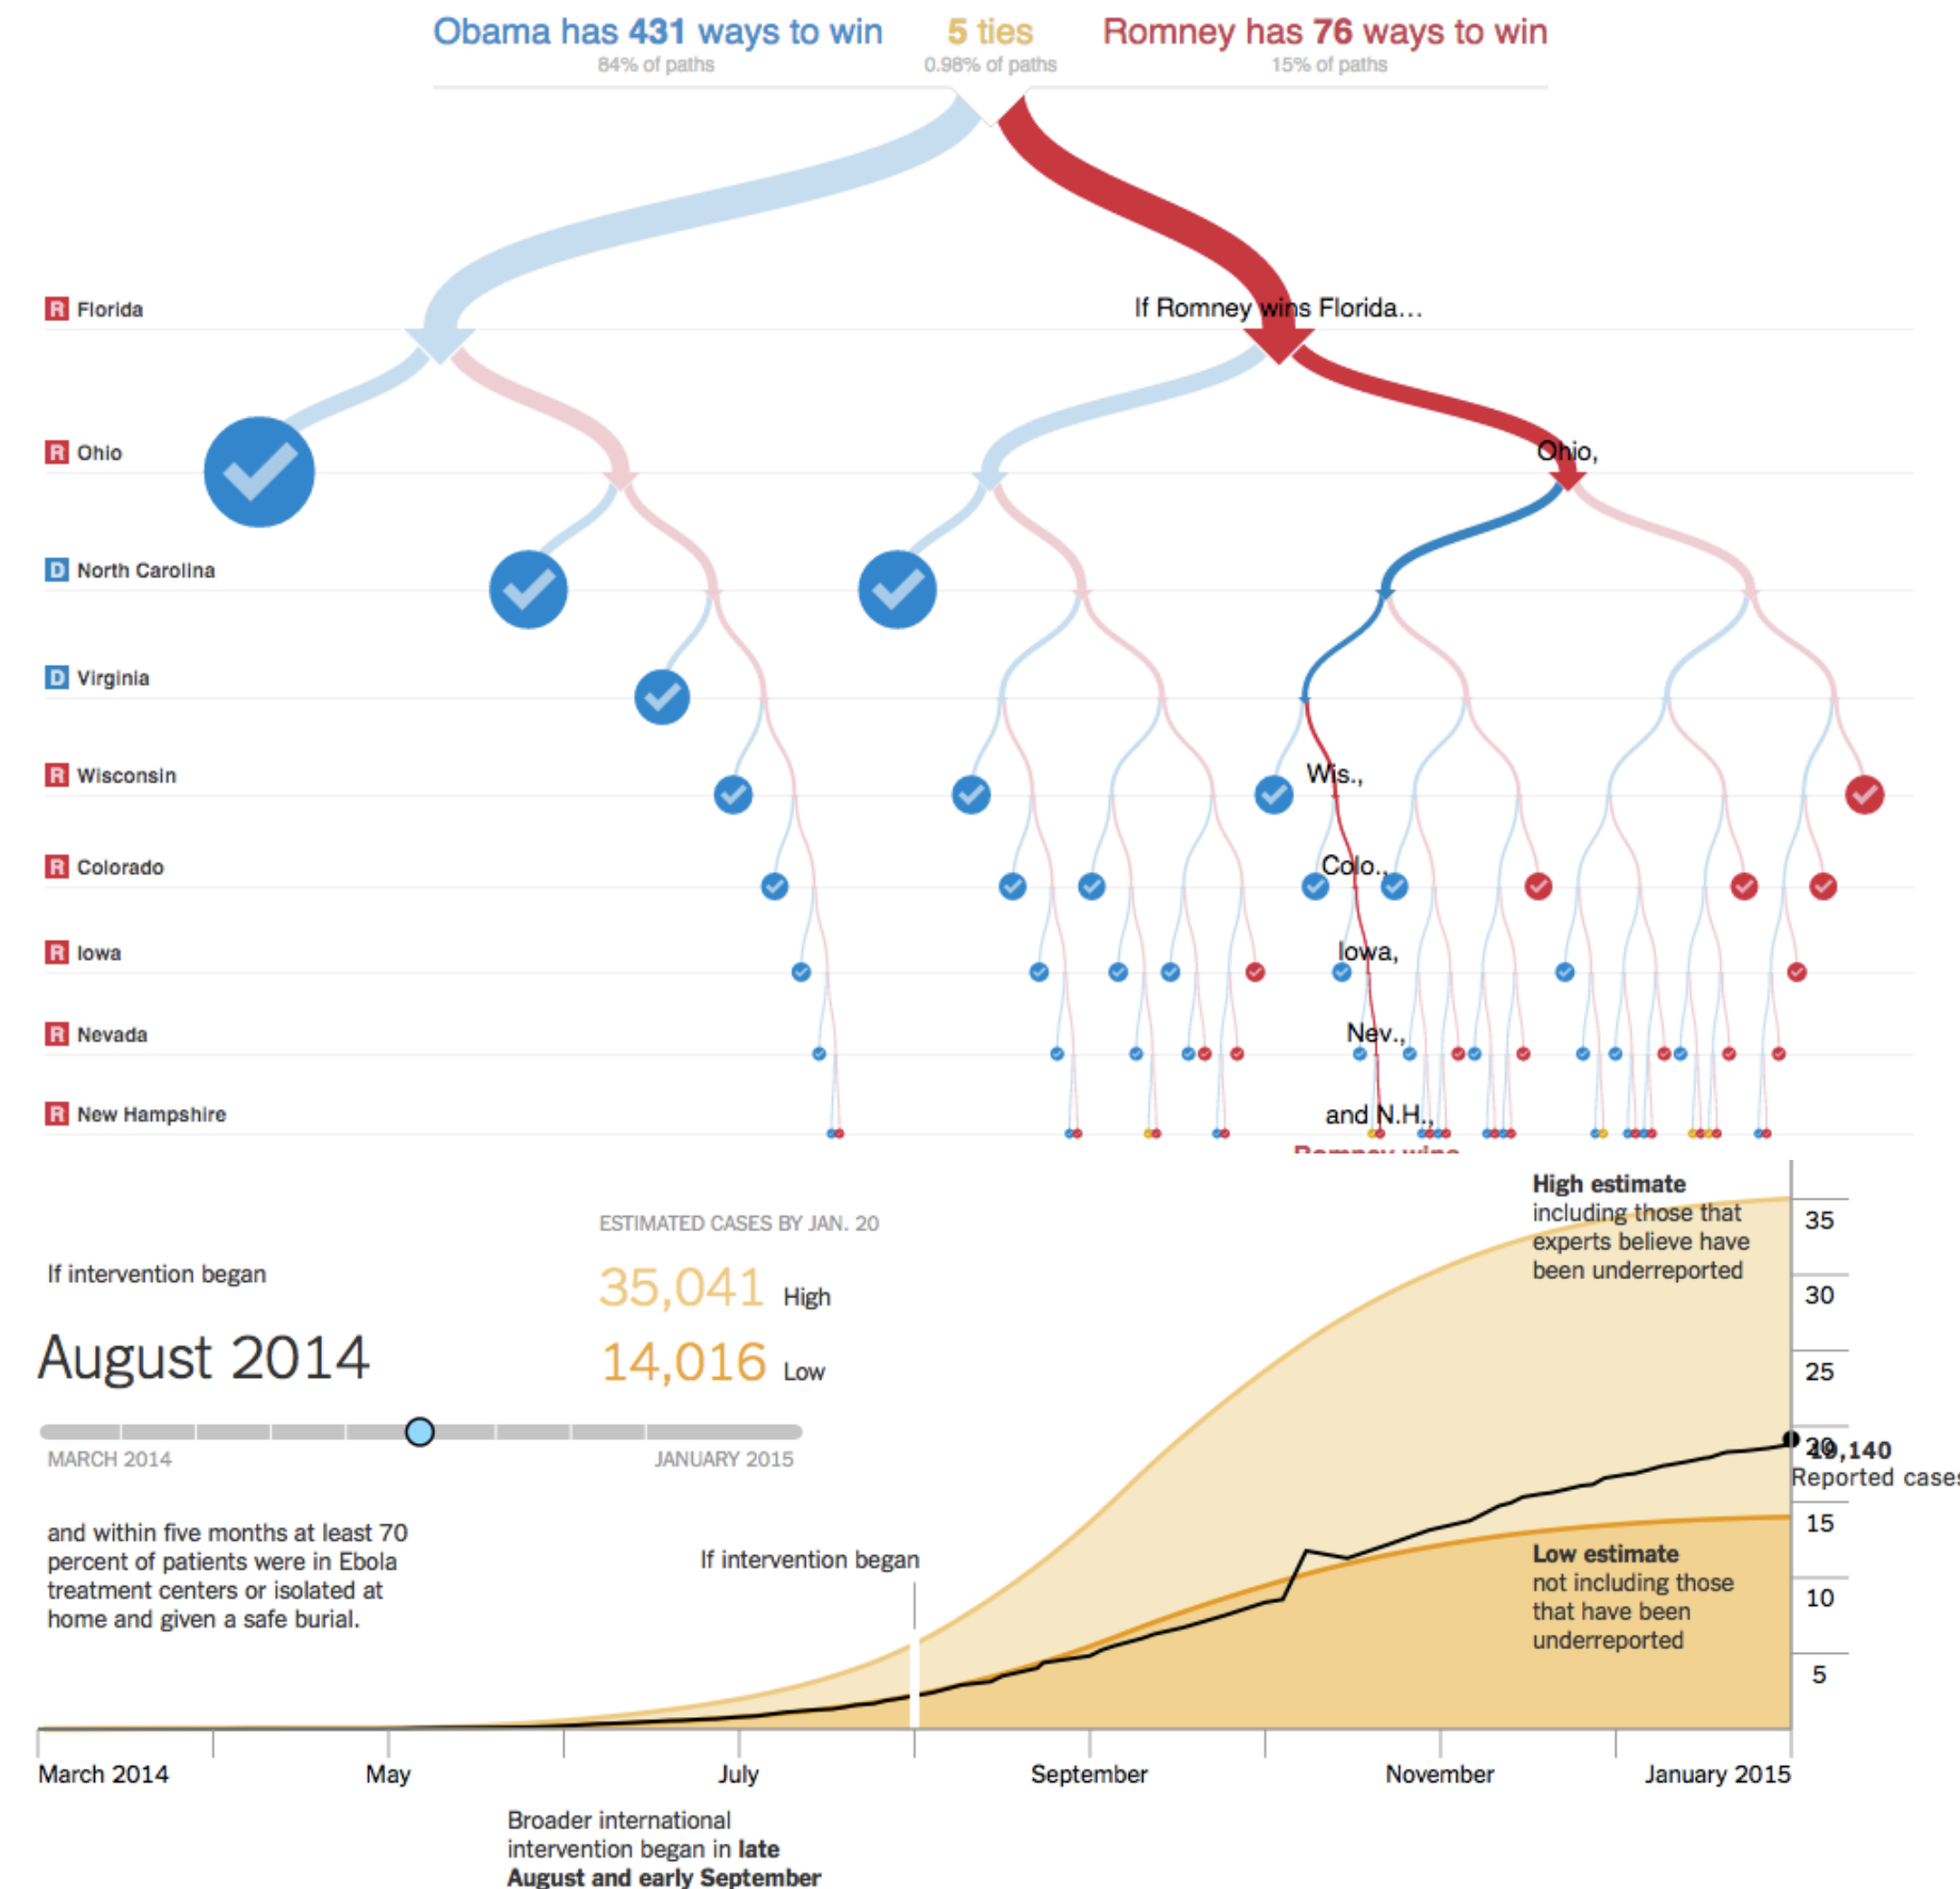 Obama has 431 ways to win
84% of paths
5 ties
0.98% of paths
Romney has 76 ways to win
15% of paths
R Florida
If Romney wins Florida…
R Ohio
Ohio,
D North Carolina
D Virginia
R Wisconsin
Wis.,
R Colorado
Colo.,
R Iowa
Iowa,
R Nevada
Nev.,
R New Hampshire
and N.H.,
Romney wins
If intervention began
August 2014
MARCH 2014
JANUARY 2015
and within five months at least 70
percent of patients were in Ebola
treatment centers or isolated at
home and given a safe burial.
ESTIMATED CASES BY JAN. 20
35,041 High
14,016 Low
If intervention began
High estimate
including those that
experts believe have
been underreported
35
30
25
20
19,140
Reported cases
15
Low estimate
not including those
that have been
underreported
10
5
March 2014
May
July
September
November
January 2015
Broader international
intervention began in late
August and early September